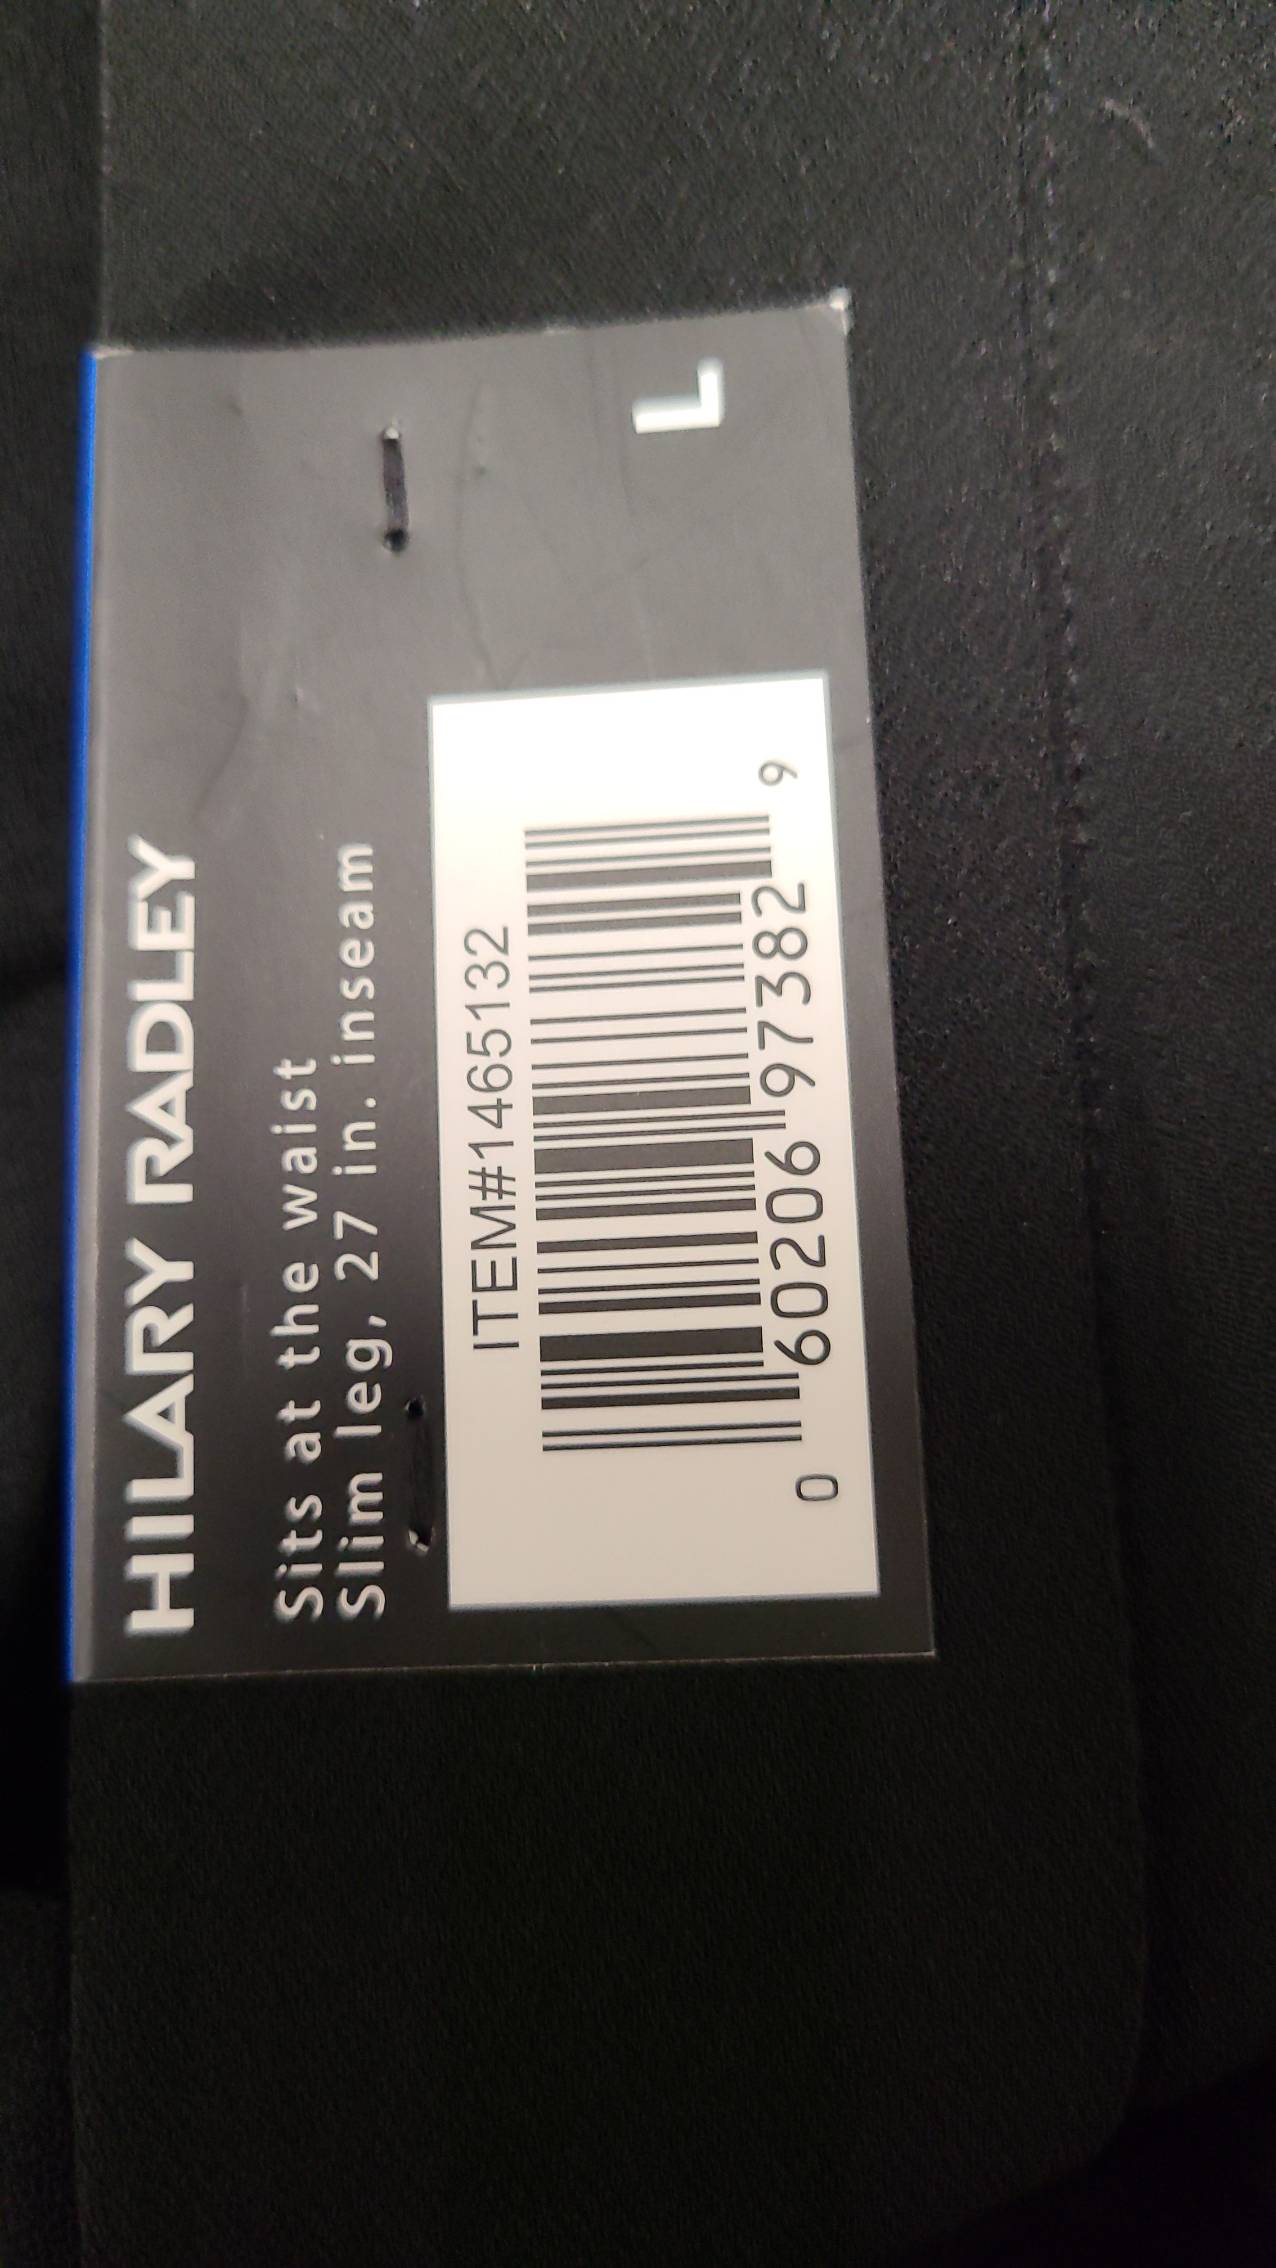 HILARY RADLEY
Sits at the waist
Slim leg, 27 in. inseam
ITEM#1465132
0 60206 97382 9
L